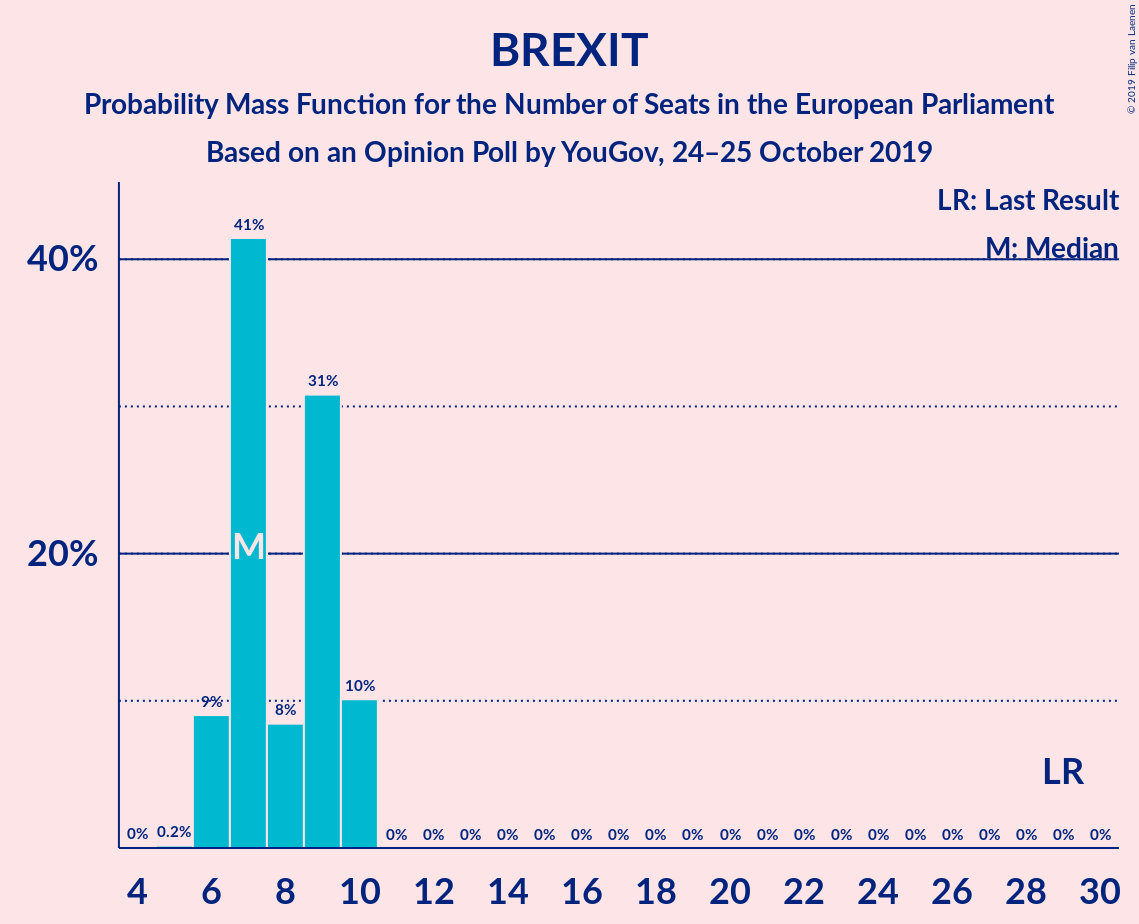 BREXIT
Probability Mass Function for the Number of Seats in the European Parliament
Based on an Opinion Poll by YouGov, 24–25 October 2019
© 2019 Filip van Laenen
LR: Last Result
M: Median
40%
20%
41%
31%
M
9%
8%
10%
LR
0% 0.2% 0% 0% 0% 0% 0% 0% 0% 0% 0% 0% 0% 0% 0% 0% 0% 0% 0% 0% 0% 0%
4 6 8 10 12 14 16 18 20 22 24 26 28 30